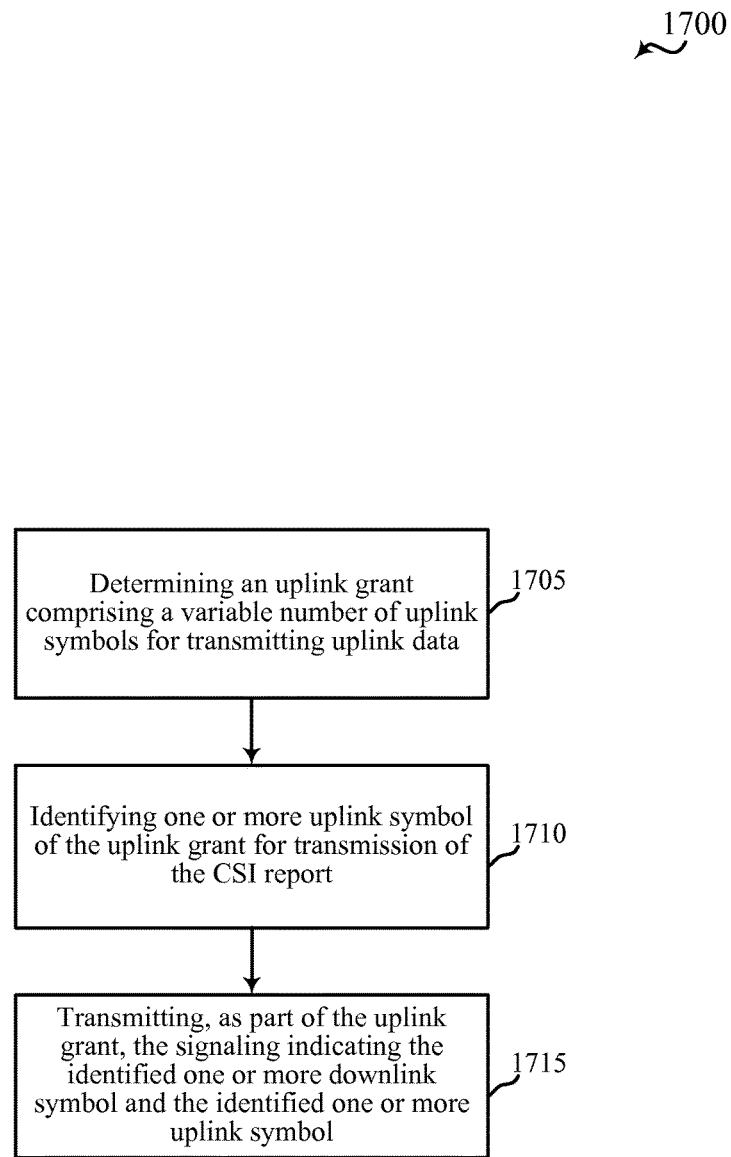 1700
Determining an uplink grant
comprising a variable number of uplink
symbols for transmitting uplink data
1705
Identifying one or more uplink symbol
of the uplink grant for transmission of
the CSI report
1710
Transmitting, as part of the uplink
grant, the signaling indicating the
identified one or more downlink
symbol and the identified one or more
uplink symbol
1715